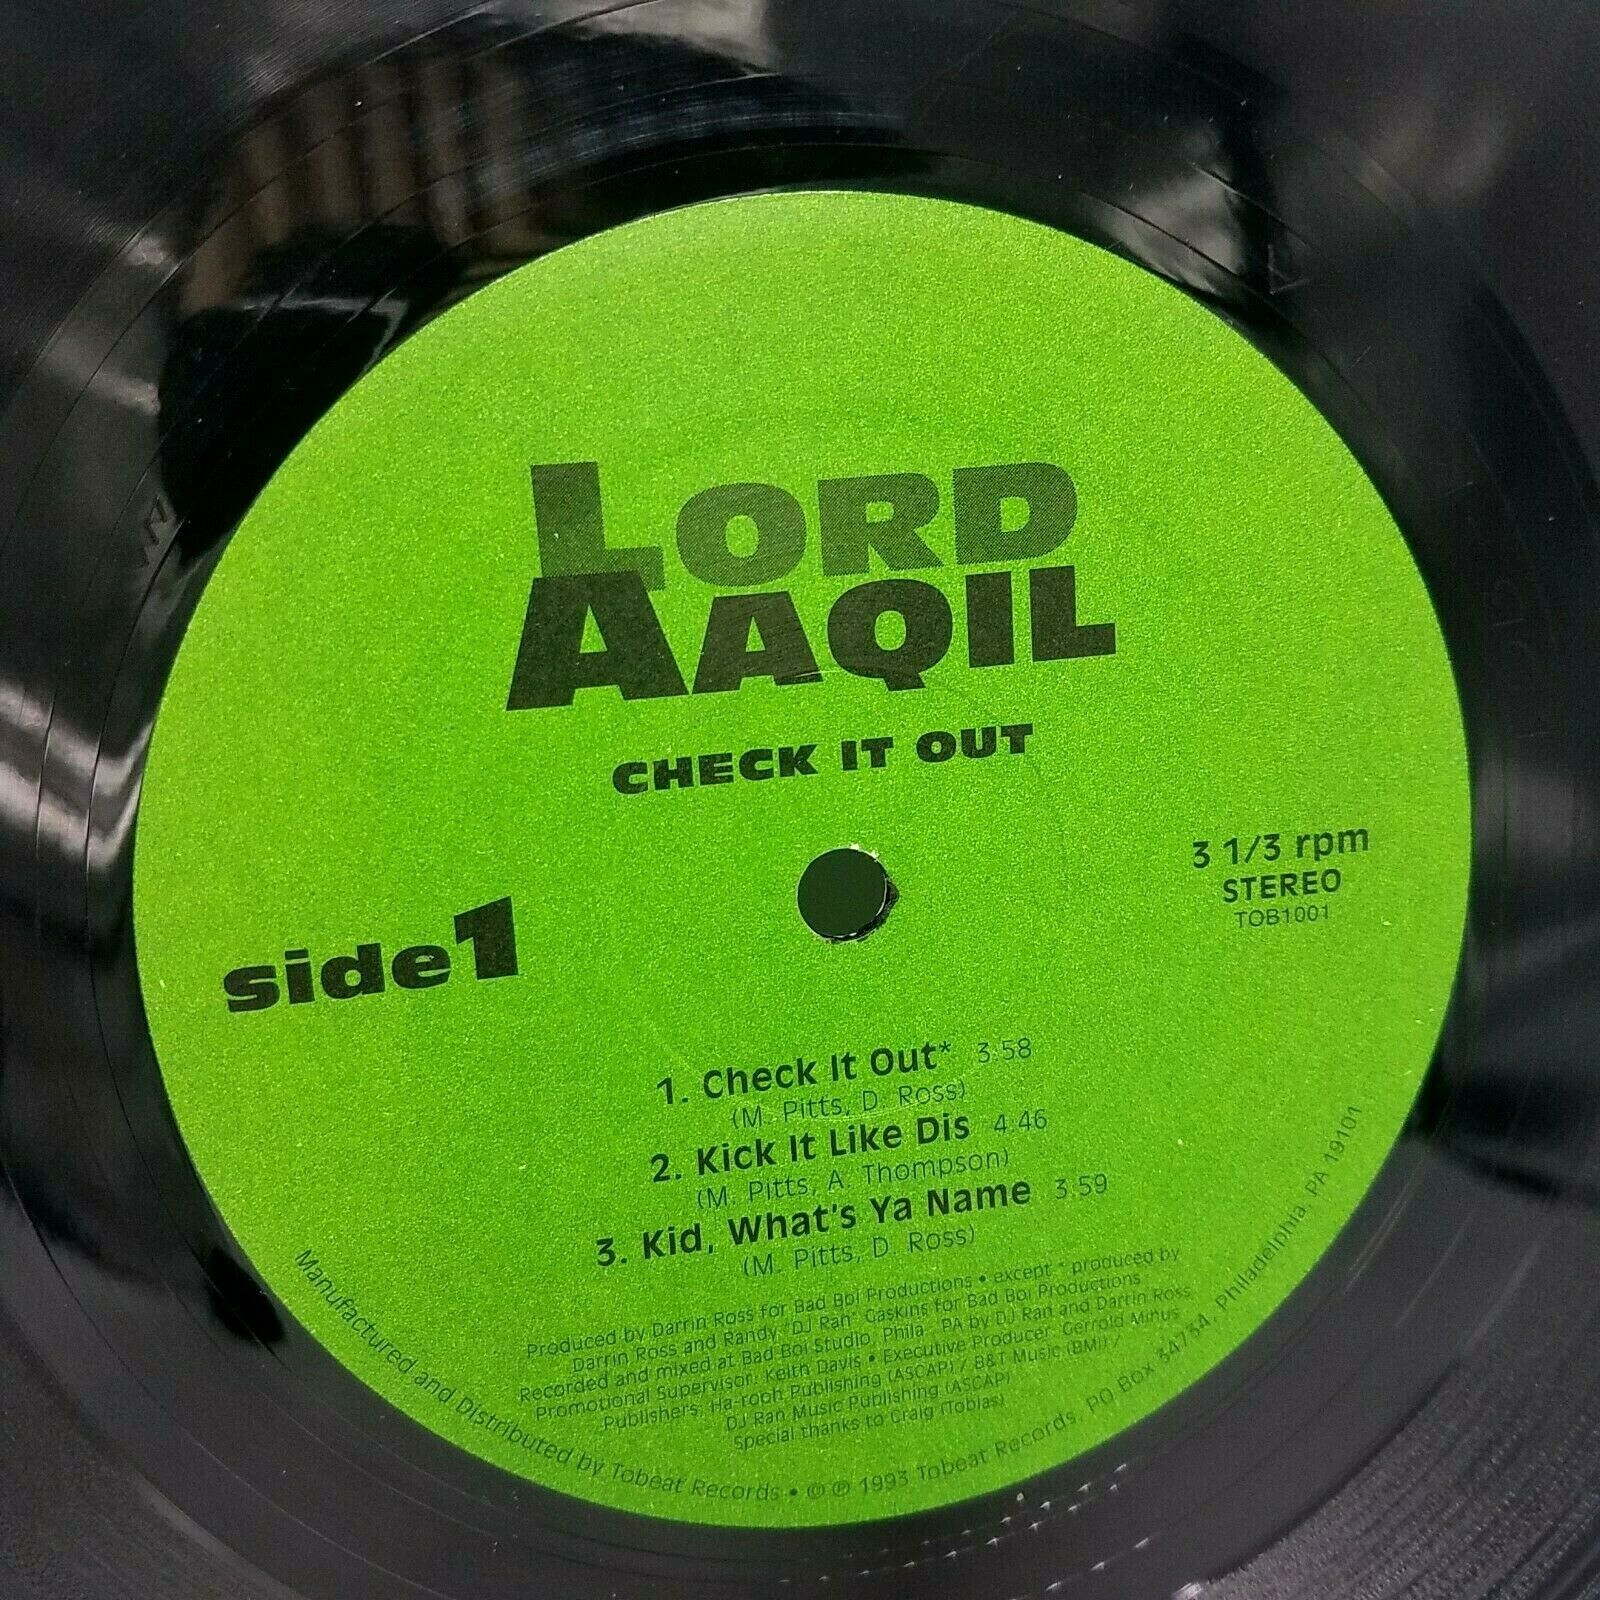 LORD
AAQIL
CHECK IT OUT
3 1/3 rpm
STEREO
TOB1001
side 1
1. Check It Out* 3:58
(M. Pitts, D. Ross)
2. Kick It Like Dis 4:46
(M. Pitts, A. Thompson)
3. Kid, What's Ya Name 3:59
(M. Pitts, D. Ross)
Produced by Darrin Ross for Bad Boi Productions • except * produced by
Darrin Ross and Randy "DJ Ran" Gaskins for Bad Boi Productions
Recorded and mixed at Bad Boi Studio, Phila., PA by DJ Ran and Darrin Ross
Promotional Supervisor: Keith Davis • Executive Producer: Gerrold Minus
Publishers: Ha-Tooh Publishing (ASCAP) / B&T Music (BMI) /
DJ Ran Music Publishing (ASCAP)
Special thanks to Craig (Tobias)
Manufactured and Distributed by Tobeat Records • © ℗ 1993 Tobeat Records, PO Box 34734, Philadelphia, PA 19101